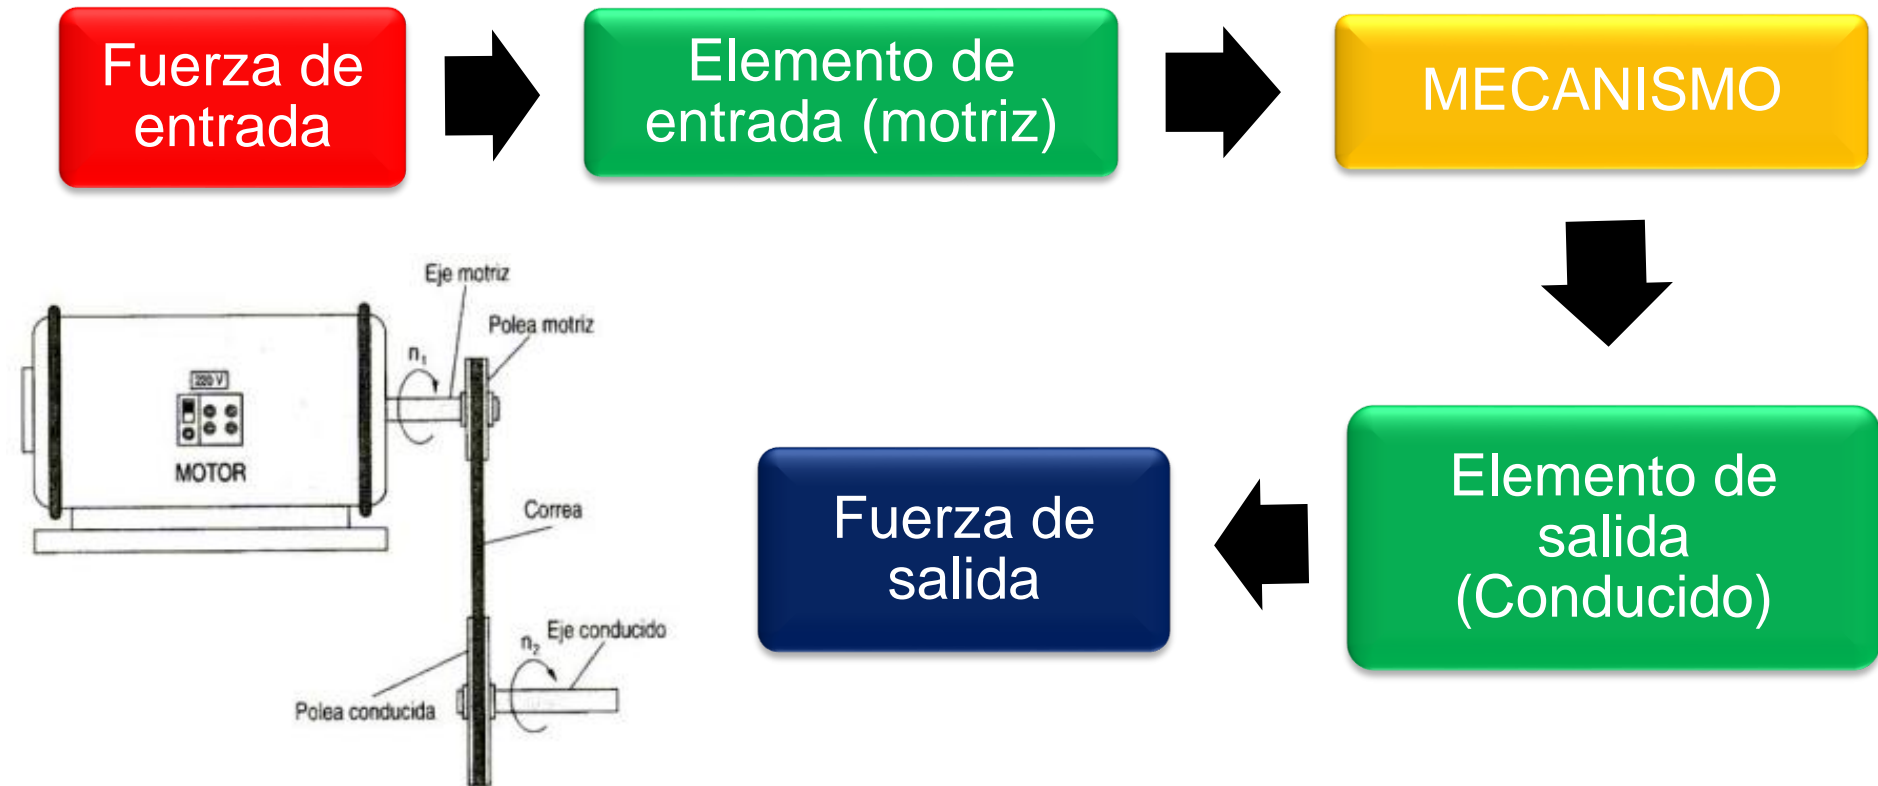 Fuerza de
entrada
Elemento de
entrada (motriz)
MECANISMO
Elemento de
salida
(Conducido)
Fuerza de
salida
Eje motriz
Polea motriz
n₁
220 V
MOTOR
Correa
Eje conducido
n₂
Polea conducida